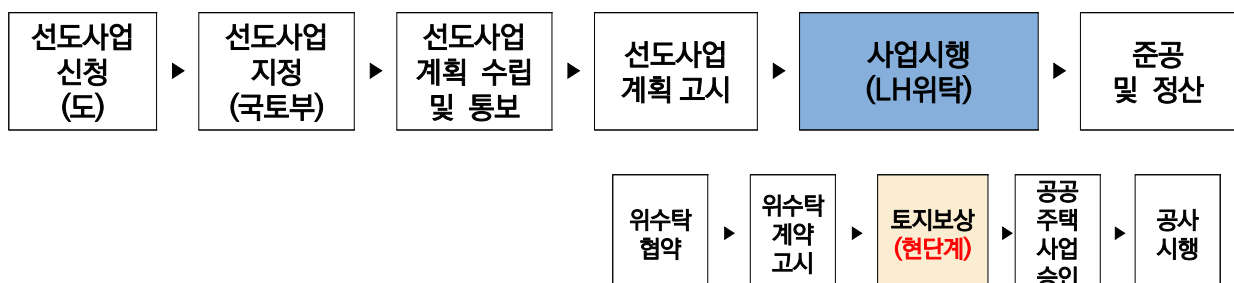 선도사업
신청
(도)
선도사업
지정
(국토부)
선도사업
계획 수립
및 통보
선도사업
계획 고시
사업시행
(LH위탁)
준공
및 정산
위수탁
협약
위수탁
계약
고시
토지보상
(현단계)
공공
주택
사업
승인
공사
시행